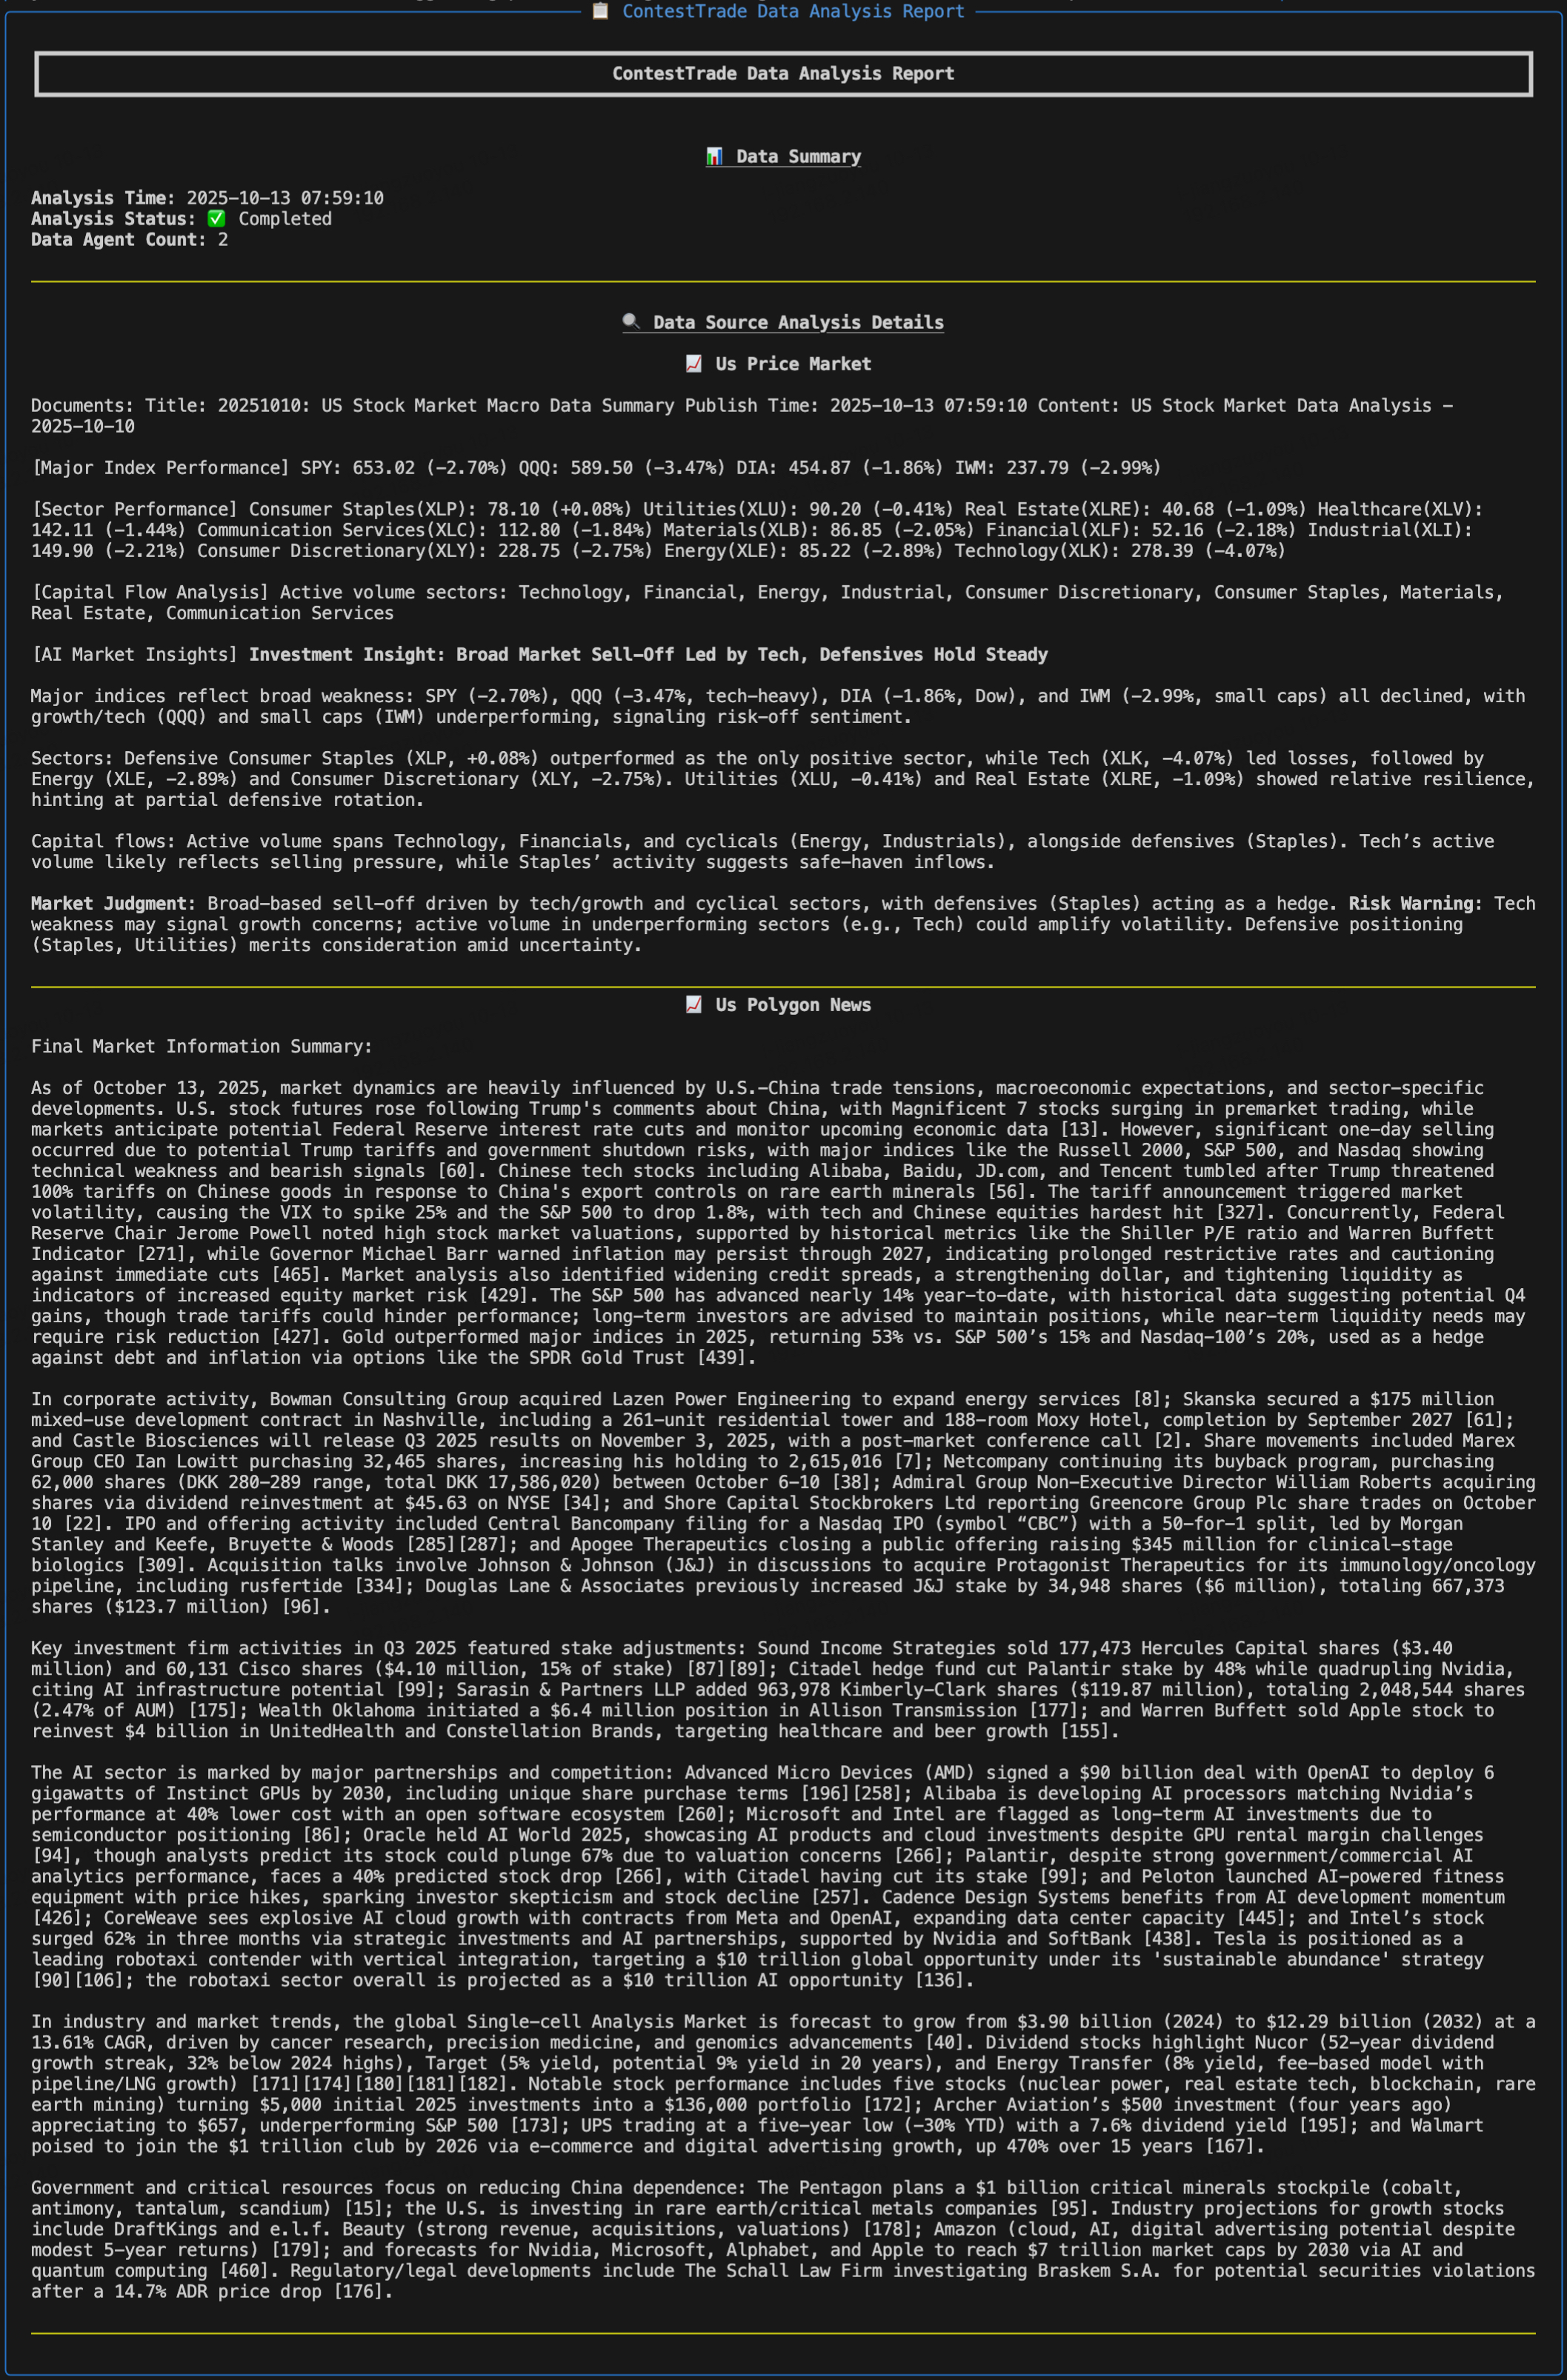 📋 ContestTrade Data Analysis Report
ContestTrade Data Analysis Report
📊 Data Summary
Analysis Time: 2025-10-13 07:59:10
Analysis Status: ✅ Completed
Data Agent Count: 2
🔍 Data Source Analysis Details
📈 Us Price Market
Documents: Title: 20251010: US Stock Market Macro Data Summary Publish Time: 2025-10-13 07:59:10 Content: US Stock Market Data Analysis -
2025-10-10
[Major Index Performance] SPY: 653.02 (-2.70%) QQQ: 589.50 (-3.47%) DIA: 454.87 (-1.86%) IWM: 237.79 (-2.99%)
[Sector Performance] Consumer Staples(XLP): 78.10 (+0.08%) Utilities(XLU): 90.20 (-0.41%) Real Estate(XLRE): 40.68 (-1.09%) Healthcare(XLV):
142.11 (-1.44%) Communication Services(XLC): 112.80 (-1.84%) Materials(XLB): 86.85 (-2.05%) Financial(XLF): 52.16 (-2.18%) Industrial(XLI):
149.90 (-2.21%) Consumer Discretionary(XLY): 228.75 (-2.75%) Energy(XLE): 85.22 (-2.89%) Technology(XLK): 278.39 (-4.07%)
[Capital Flow Analysis] Active volume sectors: Technology, Financial, Energy, Industrial, Consumer Discretionary, Consumer Staples, Materials,
Real Estate, Communication Services
[AI Market Insights] Investment Insight: Broad Market Sell-Off Led by Tech, Defensives Hold Steady
Major indices reflect broad weakness: SPY (-2.70%), QQQ (-3.47%, tech-heavy), DIA (-1.86%, Dow), and IWM (-2.99%, small caps) all declined, with
growth/tech (QQQ) and small caps (IWM) underperforming, signaling risk-off sentiment.
Sectors: Defensive Consumer Staples (XLP, +0.08%) outperformed as the only positive sector, while Tech (XLK, -4.07%) led losses, followed by
Energy (XLE, -2.89%) and Consumer Discretionary (XLY, -2.75%). Utilities (XLU, -0.41%) and Real Estate (XLRE, -1.09%) showed relative resilience,
hinting at partial defensive rotation.
Capital flows: Active volume spans Technology, Financials, and cyclicals (Energy, Industrials), alongside defensives (Staples). Tech’s active
volume likely reflects selling pressure, while Staples’ activity suggests safe-haven inflows.
Market Judgment: Broad-based sell-off driven by tech/growth and cyclical sectors, with defensives (Staples) acting as a hedge. Risk Warning: Tech
weakness may signal growth concerns; active volume in underperforming sectors (e.g., Tech) could amplify volatility. Defensive positioning
(Staples, Utilities) merits consideration amid uncertainty.
📈 Us Polygon News
Final Market Information Summary:
As of October 13, 2025, market dynamics are heavily influenced by U.S.-China trade tensions, macroeconomic expectations, and sector-specific
developments. U.S. stock futures rose following Trump's comments about China, with Magnificent 7 stocks surging in premarket trading, while
markets anticipate potential Federal Reserve interest rate cuts and monitor upcoming economic data [13]. However, significant one-day selling
occurred due to potential Trump tariffs and government shutdown risks, with major indices like the Russell 2000, S&P 500, and Nasdaq showing
technical weakness and bearish signals [60]. Chinese tech stocks including Alibaba, Baidu, JD.com, and Tencent tumbled after Trump threatened
100% tariffs on Chinese goods in response to China's export controls on rare earth minerals [56]. The tariff announcement triggered market
volatility, causing the VIX to spike 25% and the S&P 500 to drop 1.8%, with tech and Chinese equities hardest hit [327]. Concurrently, Federal
Reserve Chair Jerome Powell noted high stock market valuations, supported by historical metrics like the Shiller P/E ratio and Warren Buffett
Indicator [271], while Governor Michael Barr warned inflation may persist through 2027, indicating prolonged restrictive rates and cautioning
against immediate cuts [465]. Market analysis also identified widening credit spreads, a strengthening dollar, and tightening liquidity as
indicators of increased equity market risk [429]. The S&P 500 has advanced nearly 14% year-to-date, with historical data suggesting potential Q4
gains, though trade tariffs could hinder performance; long-term investors are advised to maintain positions, while near-term liquidity needs may
require risk reduction [427]. Gold outperformed major indices in 2025, returning 53% vs. S&P 500’s 15% and Nasdaq-100’s 20%, used as a hedge
against debt and inflation via options like the SPDR Gold Trust [439].
In corporate activity, Bowman Consulting Group acquired Lazen Power Engineering to expand energy services [8]; Skanska secured a $175 million
mixed-use development contract in Nashville, including a 261-unit residential tower and 188-room Moxy Hotel, completion by September 2027 [61];
and Castle Biosciences will release Q3 2025 results on November 3, 2025, with a post-market conference call [2]. Share movements included Marex
Group CEO Ian Lowitt purchasing 32,465 shares, increasing his holding to 2,615,016 [7]; Netcompany continuing its buyback program, purchasing
62,000 shares (DKK 280-289 range, total DKK 17,586,020) between October 6-10 [38]; Admiral Group Non-Executive Director William Roberts acquiring
shares via dividend reinvestment at $45.63 on NYSE [34]; and Shore Capital Stockbrokers Ltd reporting Greencore Group Plc share trades on October
10 [22]. IPO and offering activity included Central Bancompany filing for a Nasdaq IPO (symbol “CBC”) with a 50-for-1 split, led by Morgan
Stanley and Keefe, Bruyette & Woods [285][287]; and Apogee Therapeutics closing a public offering raising $345 million for clinical-stage
biologics [309]. Acquisition talks involve Johnson & Johnson (J&J) in discussions to acquire Protagonist Therapeutics for its immunology/oncology
pipeline, including rusfertide [334]; Douglas Lane & Associates previously increased J&J stake by 34,948 shares ($6 million), totaling 667,373
shares ($123.7 million) [96].
Key investment firm activities in Q3 2025 featured stake adjustments: Sound Income Strategies sold 177,473 Hercules Capital shares ($3.40
million) and 60,131 Cisco shares ($4.10 million, 15% of stake) [87][89]; Citadel hedge fund cut Palantir stake by 48% while quadrupling Nvidia,
citing AI infrastructure potential [99]; Sarasin & Partners LLP added 963,978 Kimberly-Clark shares ($119.87 million), totaling 2,048,544 shares
(2.47% of AUM) [175]; Wealth Oklahoma initiated a $6.4 million position in Allison Transmission [177]; and Warren Buffett sold Apple stock to
reinvest $4 billion in UnitedHealth and Constellation Brands, targeting healthcare and beer growth [155].
The AI sector is marked by major partnerships and competition: Advanced Micro Devices (AMD) signed a $90 billion deal with OpenAI to deploy 6
gigawatts of Instinct GPUs by 2030, including unique share purchase terms [196][258]; Alibaba is developing AI processors matching Nvidia’s
performance at 40% lower cost with an open software ecosystem [260]; Microsoft and Intel are flagged as long-term AI investments due to
semiconductor positioning [86]; Oracle held AI World 2025, showcasing AI products and cloud investments despite GPU rental margin challenges
[94], though analysts predict its stock could plunge 67% due to valuation concerns [266]; Palantir, despite strong government/commercial AI
analytics performance, faces a 40% predicted stock drop [266], with Citadel having cut its stake [99]; and Peloton launched AI-powered fitness
equipment with price hikes, sparking investor skepticism and stock decline [257]. Cadence Design Systems benefits from AI development momentum
[426]; CoreWeave sees explosive AI cloud growth with contracts from Meta and OpenAI, expanding data center capacity [445]; and Intel’s stock
surged 62% in three months via strategic investments and AI partnerships, supported by Nvidia and SoftBank [438]. Tesla is positioned as a
leading robotaxi contender with vertical integration, targeting a $10 trillion global opportunity under its 'sustainable abundance' strategy
[90][106]; the robotaxi sector overall is projected as a $10 trillion AI opportunity [136].
In industry and market trends, the global Single-cell Analysis Market is forecast to grow from $3.90 billion (2024) to $12.29 billion (2032) at a
13.61% CAGR, driven by cancer research, precision medicine, and genomics advancements [40]. Dividend stocks highlight Nucor (52-year dividend
growth streak, 32% below 2024 highs), Target (5% yield, potential 9% yield in 20 years), and Energy Transfer (8% yield, fee-based model with
pipeline/LNG growth) [171][174][180][181][182]. Notable stock performance includes five stocks (nuclear power, real estate tech, blockchain, rare
earth mining) turning $5,000 initial 2025 investments into a $136,000 portfolio [172]; Archer Aviation’s $500 investment (four years ago)
appreciating to $657, underperforming S&P 500 [173]; UPS trading at a five-year low (-30% YTD) with a 7.6% dividend yield [195]; and Walmart
poised to join the $1 trillion club by 2026 via e-commerce and digital advertising growth, up 470% over 15 years [167].
Government and critical resources focus on reducing China dependence: The Pentagon plans a $1 billion critical minerals stockpile (cobalt,
antimony, tantalum, scandium) [15]; the U.S. is investing in rare earth/critical metals companies [95]. Industry projections for growth stocks
include DraftKings and e.l.f. Beauty (strong revenue, acquisitions, valuations) [178]; Amazon (cloud, AI, digital advertising potential despite
modest 5-year returns) [179]; and forecasts for Nvidia, Microsoft, Alphabet, and Apple to reach $7 trillion market caps by 2030 via AI and
quantum computing [460]. Regulatory/legal developments include The Schall Law Firm investigating Braskem S.A. for potential securities violations
after a 14.7% ADR price drop [176].